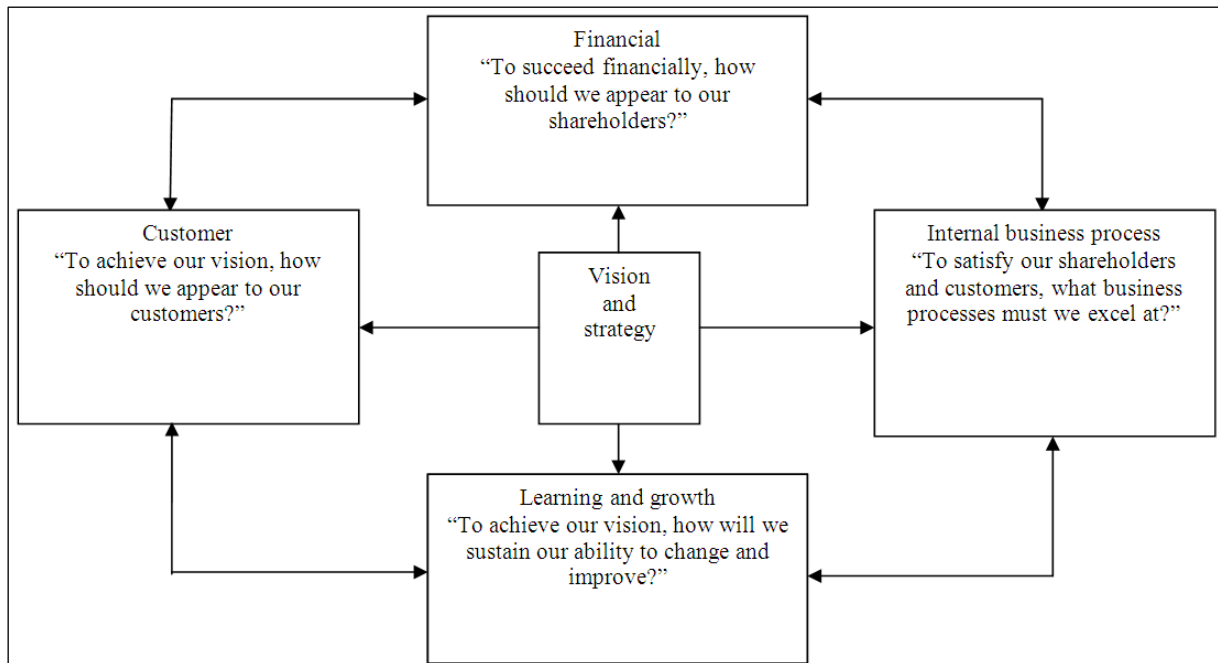 Financial
“To succeed financially, how
should we appear to our
shareholders?”
Customer
“To achieve our vision, how
should we appear to our
customers?”
Vision
and
strategy
Internal business process
“To satisfy our shareholders
and customers, what business
processes must we excel at?”
Learning and growth
“To achieve our vision, how will we
sustain our ability to change and
improve?”